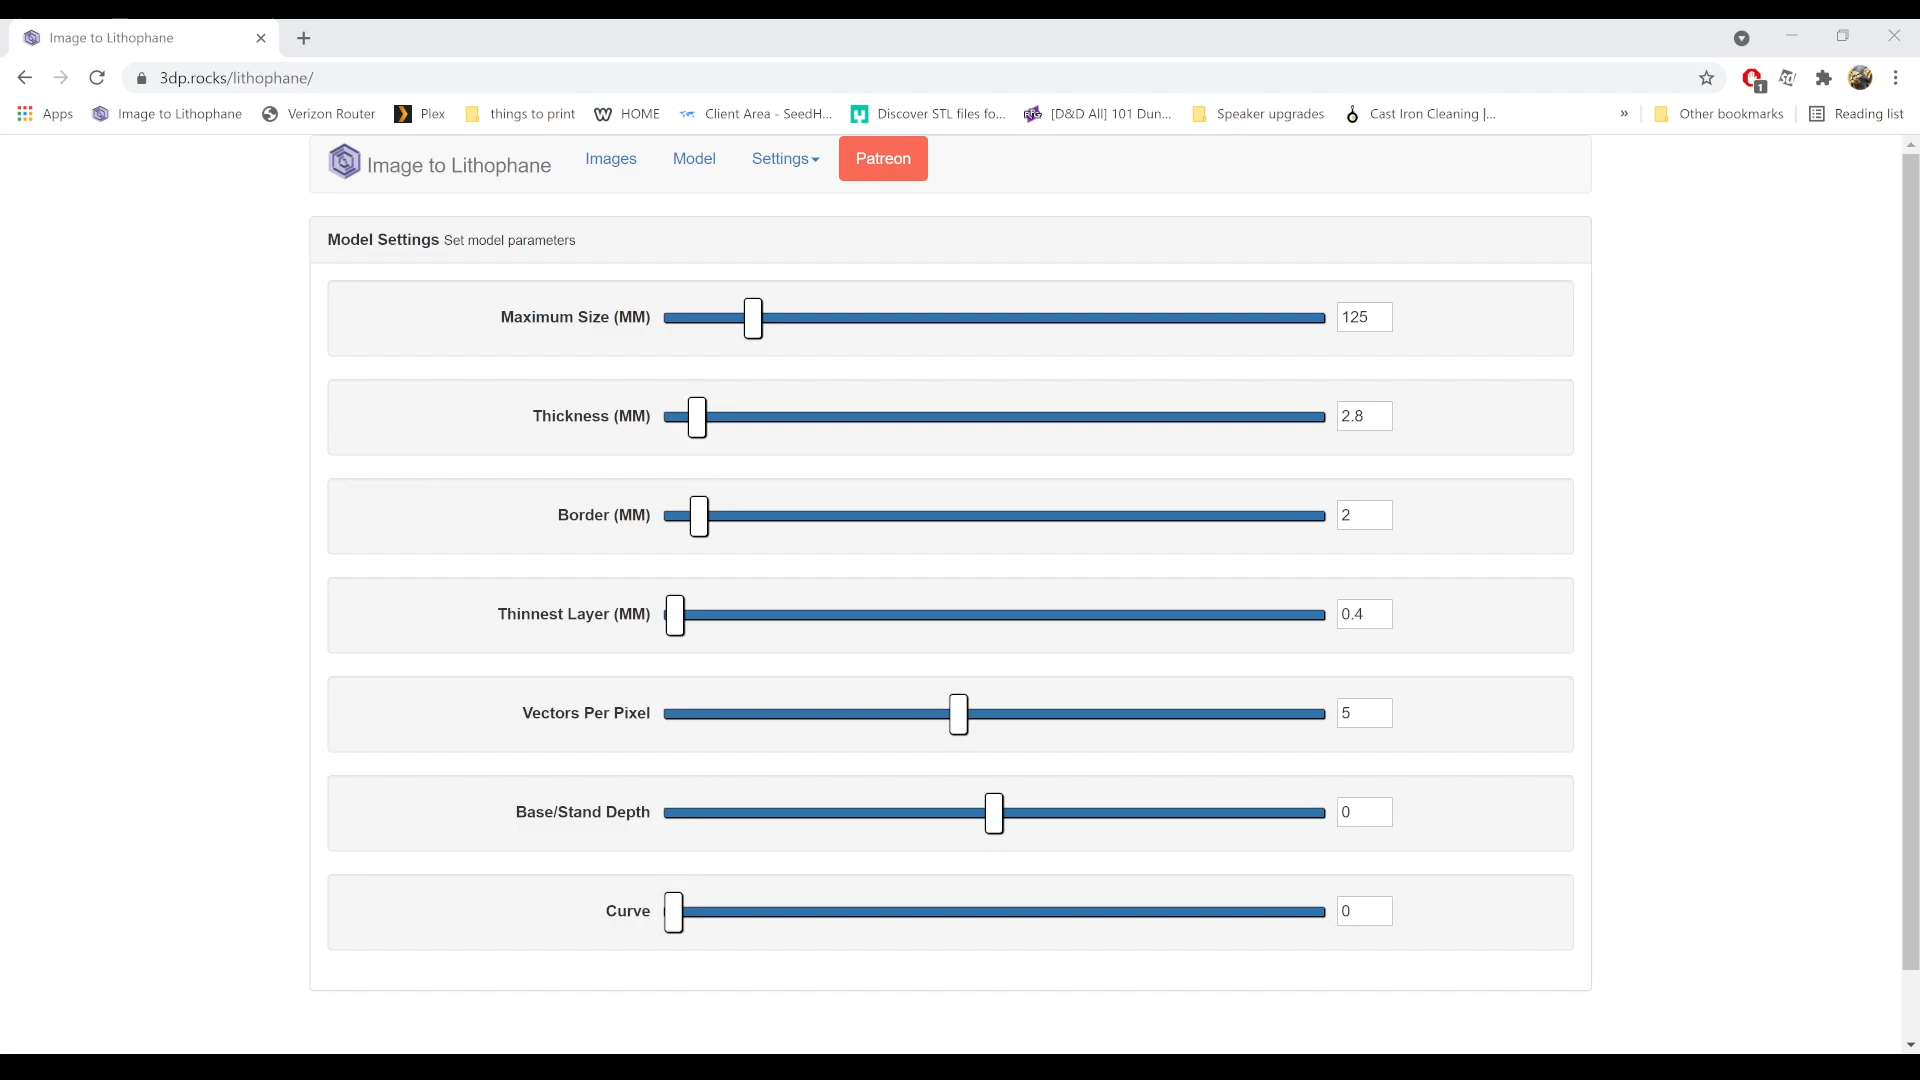 Image to Lithophane
3dp.rocks/lithophane/
1
Apps Image to Lithophane Verizon Router Plex things to print HOME Client Area - SeedH... Discover STL files fo... [D&D All] 101 Dun... Speaker upgrades Cast Iron Cleaning |... » Other bookmarks Reading list
Image to Lithophane Images Model Settings Patreon
Model Settings Set model parameters
Maximum Size (MM) 125
Thickness (MM) 2.8
Border (MM) 2
Thinnest Layer (MM) 0.4
Vectors Per Pixel 5
Base/Stand Depth 0
Curve 0